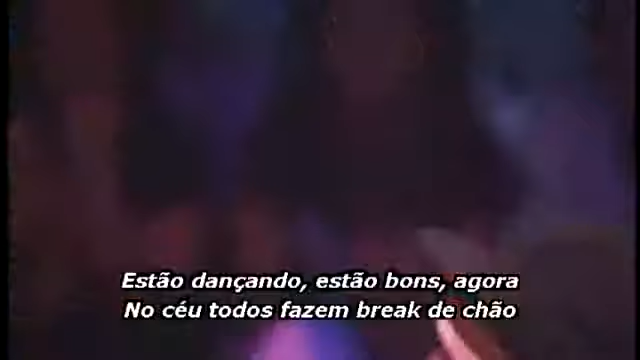 Estão dançando, estão bons, agora
No céu todos fazem break de chão